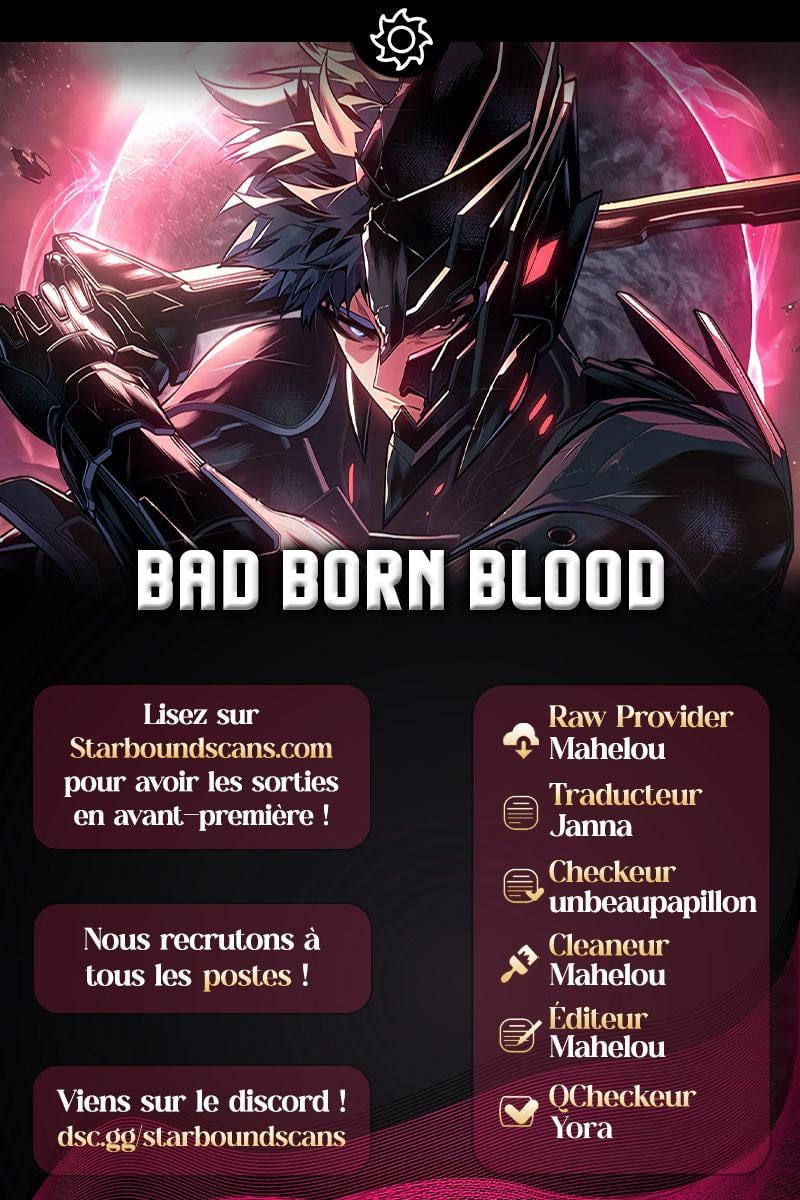 BAD BORN BLOOD
Lisez sur
Starboundscans.com
pour avoir les sorties
en avant-première !
Nous recrutons à
tous les postes !
Viens sur le discord !
dsc.gg/starboundscans
Raw Provider
Mahelou
Traducteur
Janna
Checkeur
unbeaupapillon
Cleaneur
Mahelou
Éditeur
Mahelou
QCheckeur
Yora